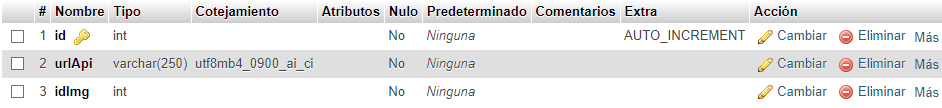 # Nombre Tipo Cotejamiento Atributos Nulo Predeterminado Comentarios Extra Acción
1 id int No Ninguna AUTO_INCREMENT Cambiar Eliminar Más
2 urlApi varchar(250) utf8mb4_0900_ai_ci No Ninguna Cambiar Eliminar Más
3 idImg int No Ninguna Cambiar Eliminar Más